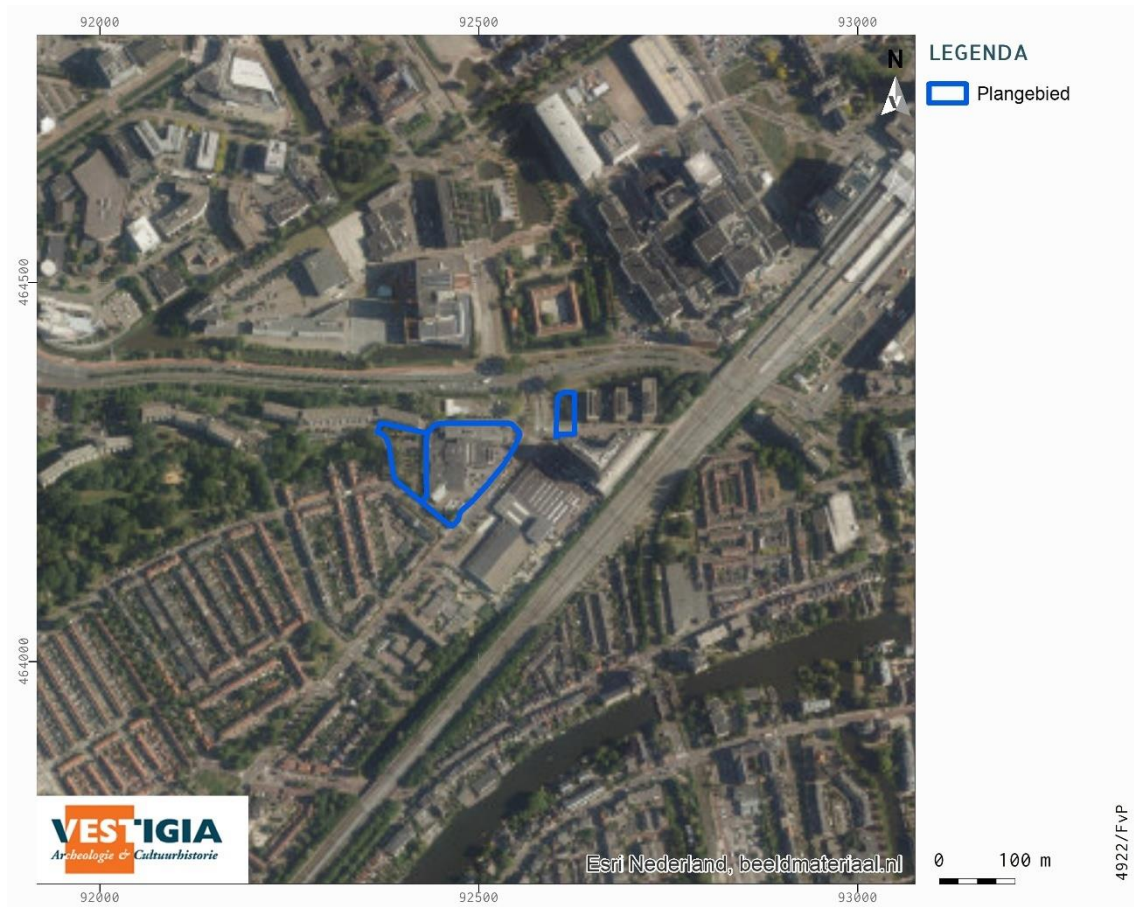 92000 92500 93000
N
LEGENDA
Plangebied
464500
464000
VESTIGIA
Archeologie & Cultuurhistorie
Esri Nederland, beeldmateriaal.nl
0 100 m
4922/FvP
92000 92500 93000